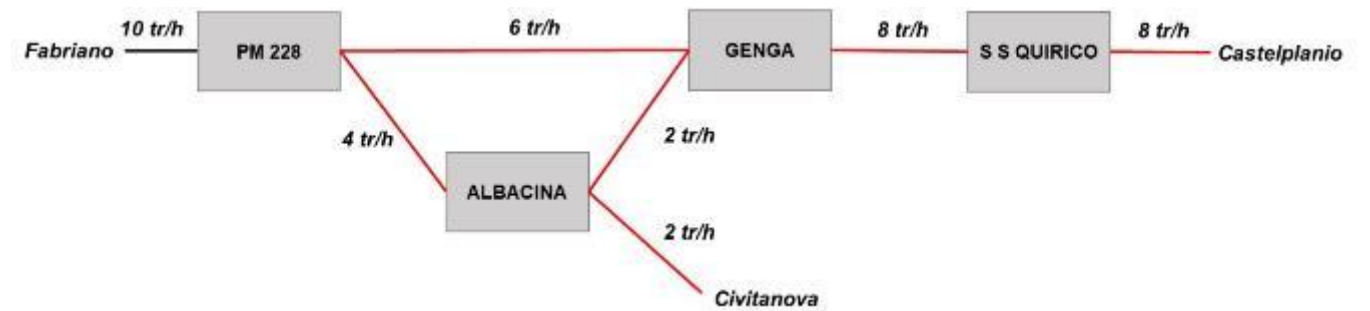 10 tr/h
6 tr/h
8 tr/h
8 tr/h
Fabriano
PM 228
GENGA
S S QUIRICO
Castelplanio
4 tr/h
2 tr/h
ALBACINA
2 tr/h
Civitanova